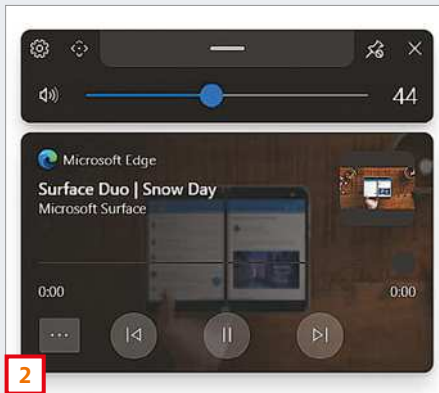 44
Microsoft Edge
Surface Duo | Snow Day
Microsoft Surface
0:00 0:00
2